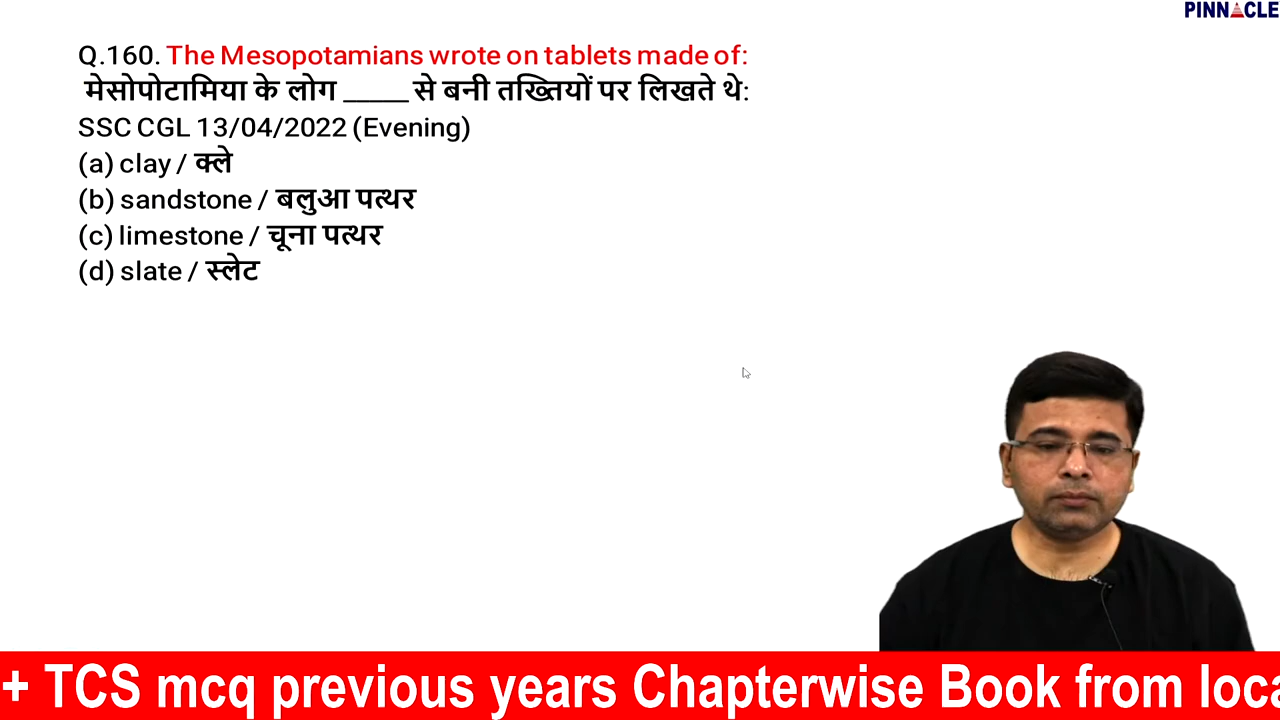 PINNACLE
Q.160. The Mesopotamians wrote on tablets made of:
मेसोपोटामिया के लोग _____ से बनी तख्तियों पर लिखते थे:
SSC CGL 13/04/2022 (Evening)
(a) clay / क्ले
(b) sandstone / बलुआ पत्थर
(c) limestone / चूना पत्थर
(d) slate / स्लेट
+ TCS mcq previous years Chapterwise Book from loca